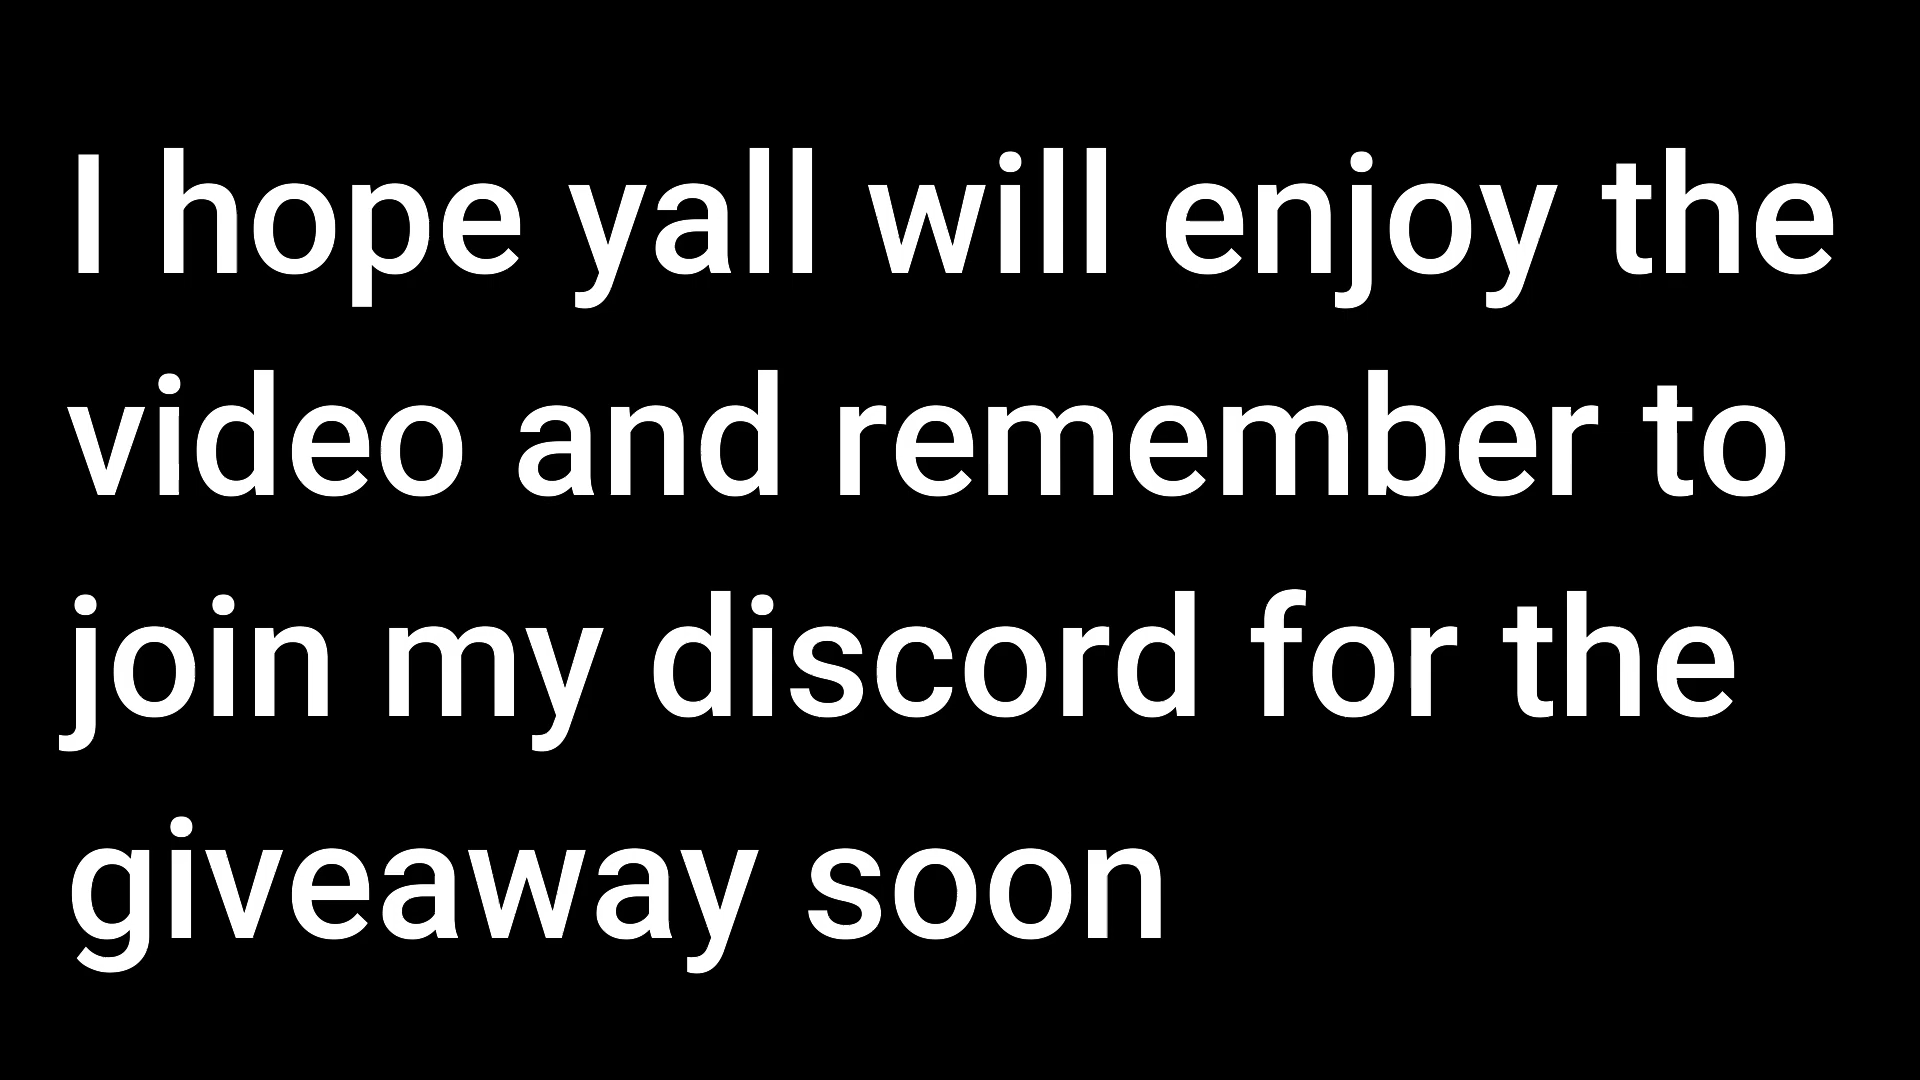 I hope yall will enjoy the
video and remember to
join my discord for the
giveaway soon